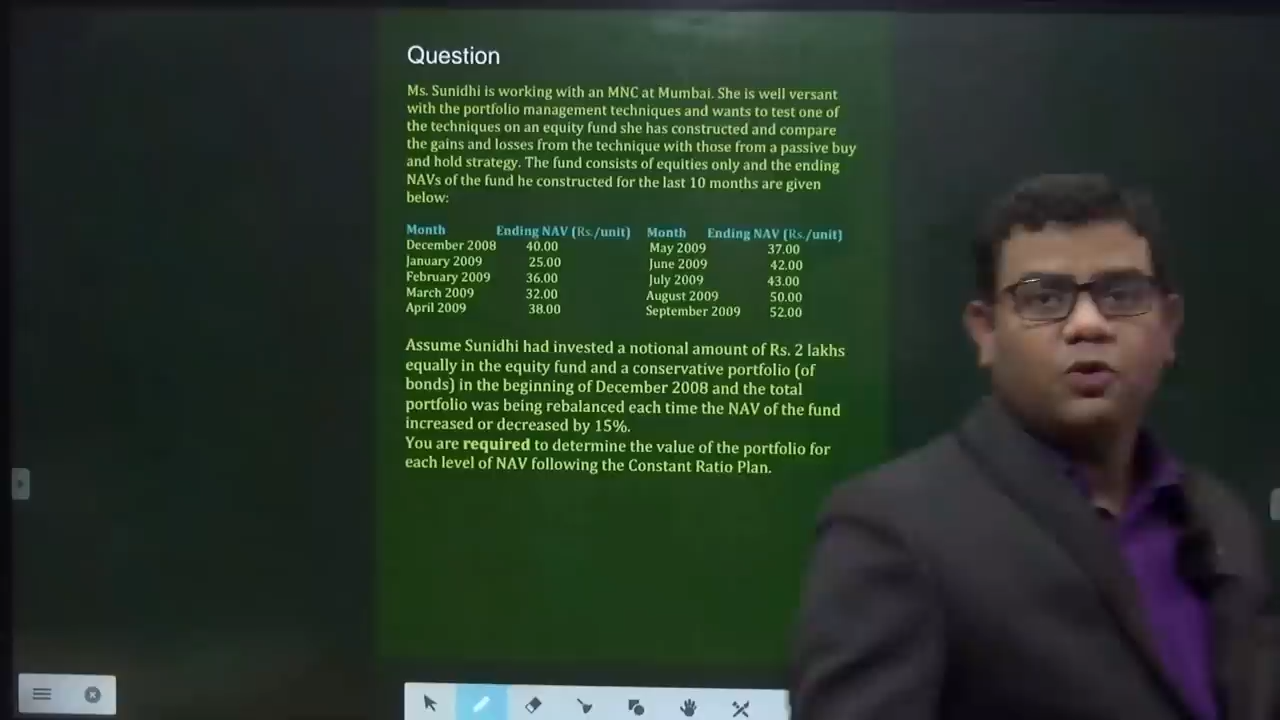 Question
Ms. Sunidhi is working with an MNC at Mumbai. She is well versant
with the portfolio management techniques and wants to test one of
the techniques on an equity fund she has constructed and compare
the gains and losses from the technique with those from a passive buy
and hold strategy. The fund consists of equities only and the ending
NAVs of the fund he constructed for the last 10 months are given
below:
Month Ending NAV (Rs./unit) Month Ending NAV (Rs./unit)
December 2008 40.00 May 2009 37.00
January 2009 25.00 June 2009 42.00
February 2009 36.00 July 2009 43.00
March 2009 32.00 August 2009 50.00
April 2009 38.00 September 2009 52.00
Assume Sunidhi had invested a notional amount of Rs. 2 lakhs
equally in the equity fund and a conservative portfolio (of
bonds) in the beginning of December 2008 and the total
portfolio was being rebalanced each time the NAV of the fund
increased or decreased by 15%.
You are required to determine the value of the portfolio for
each level of NAV following the Constant Ratio Plan.